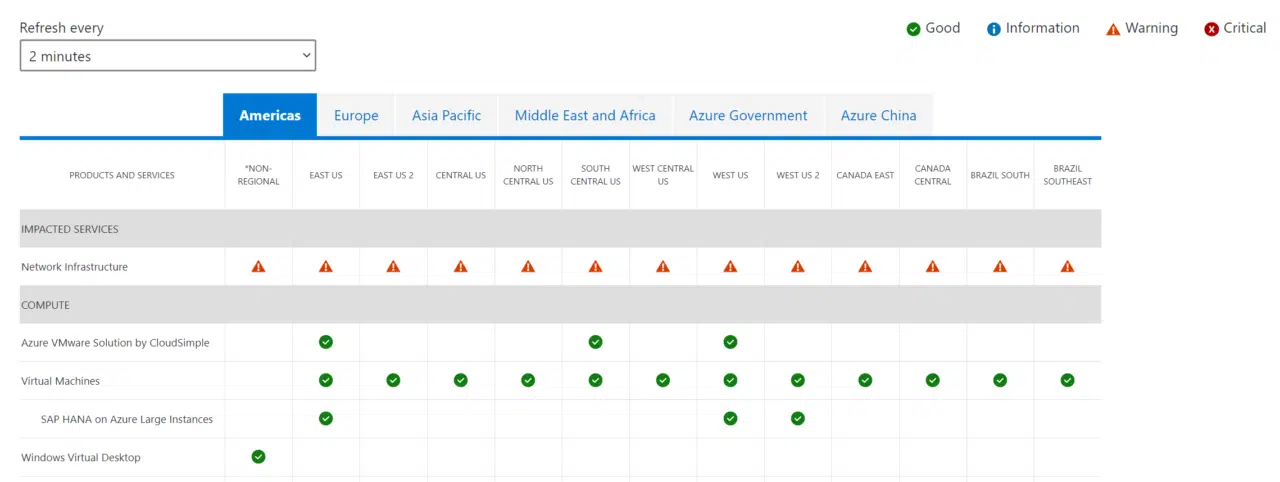 Refresh every
2 minutes
Good Information Warning Critical
Americas Europe Asia Pacific Middle East and Africa Azure Government Azure China
PRODUCTS AND SERVICES
*NON-
REGIONAL
EAST US
EAST US 2
CENTRAL US
NORTH
CENTRAL US
SOUTH
CENTRAL US
WEST CENTRAL
US
WEST US
WEST US 2
CANADA EAST
CANADA
CENTRAL
BRAZIL SOUTH
BRAZIL
SOUTHEAST
IMPACTED SERVICES
Network Infrastructure
COMPUTE
Azure VMware Solution by CloudSimple
Virtual Machines
SAP HANA on Azure Large Instances
Windows Virtual Desktop